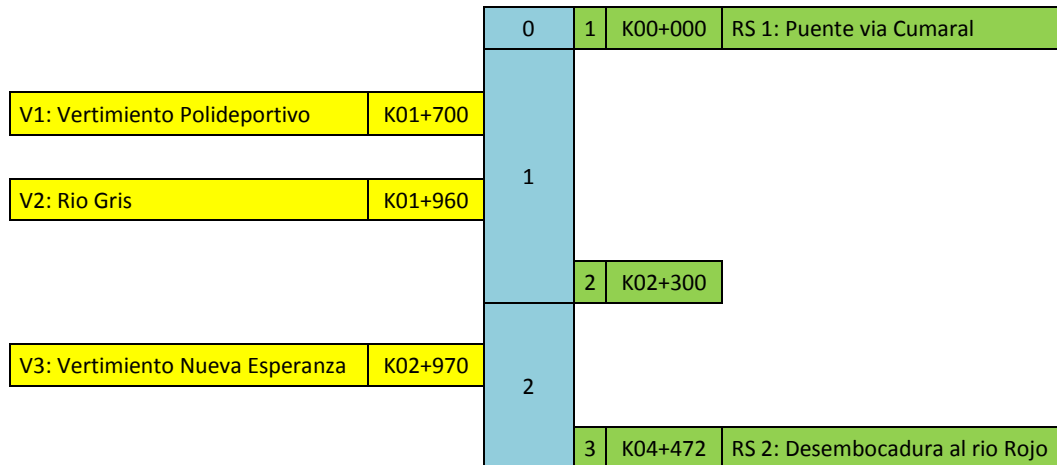 0 1 K00+000 RS 1: Puente via Cumaral
V1: Vertimiento Polideportivo K01+700
1
V2: Rio Gris K01+960
2 K02+300
V3: Vertimiento Nueva Esperanza K02+970
2
3 K04+472 RS 2: Desembocadura al rio Rojo